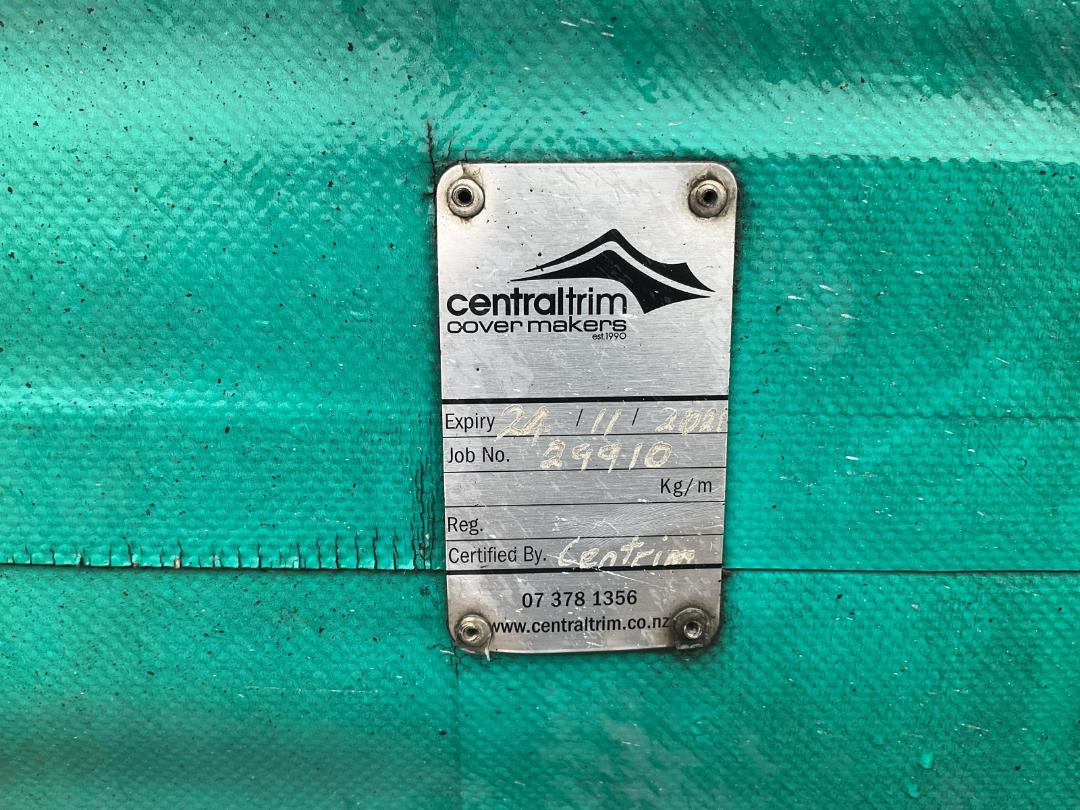 centraltrim
cover makers
est.1990
Expiry 24 / 11 / 2021
Job No. 29910
Kg/m
Reg.
Certified By. Centrim
07 378 1356
www.centraltrim.co.nz